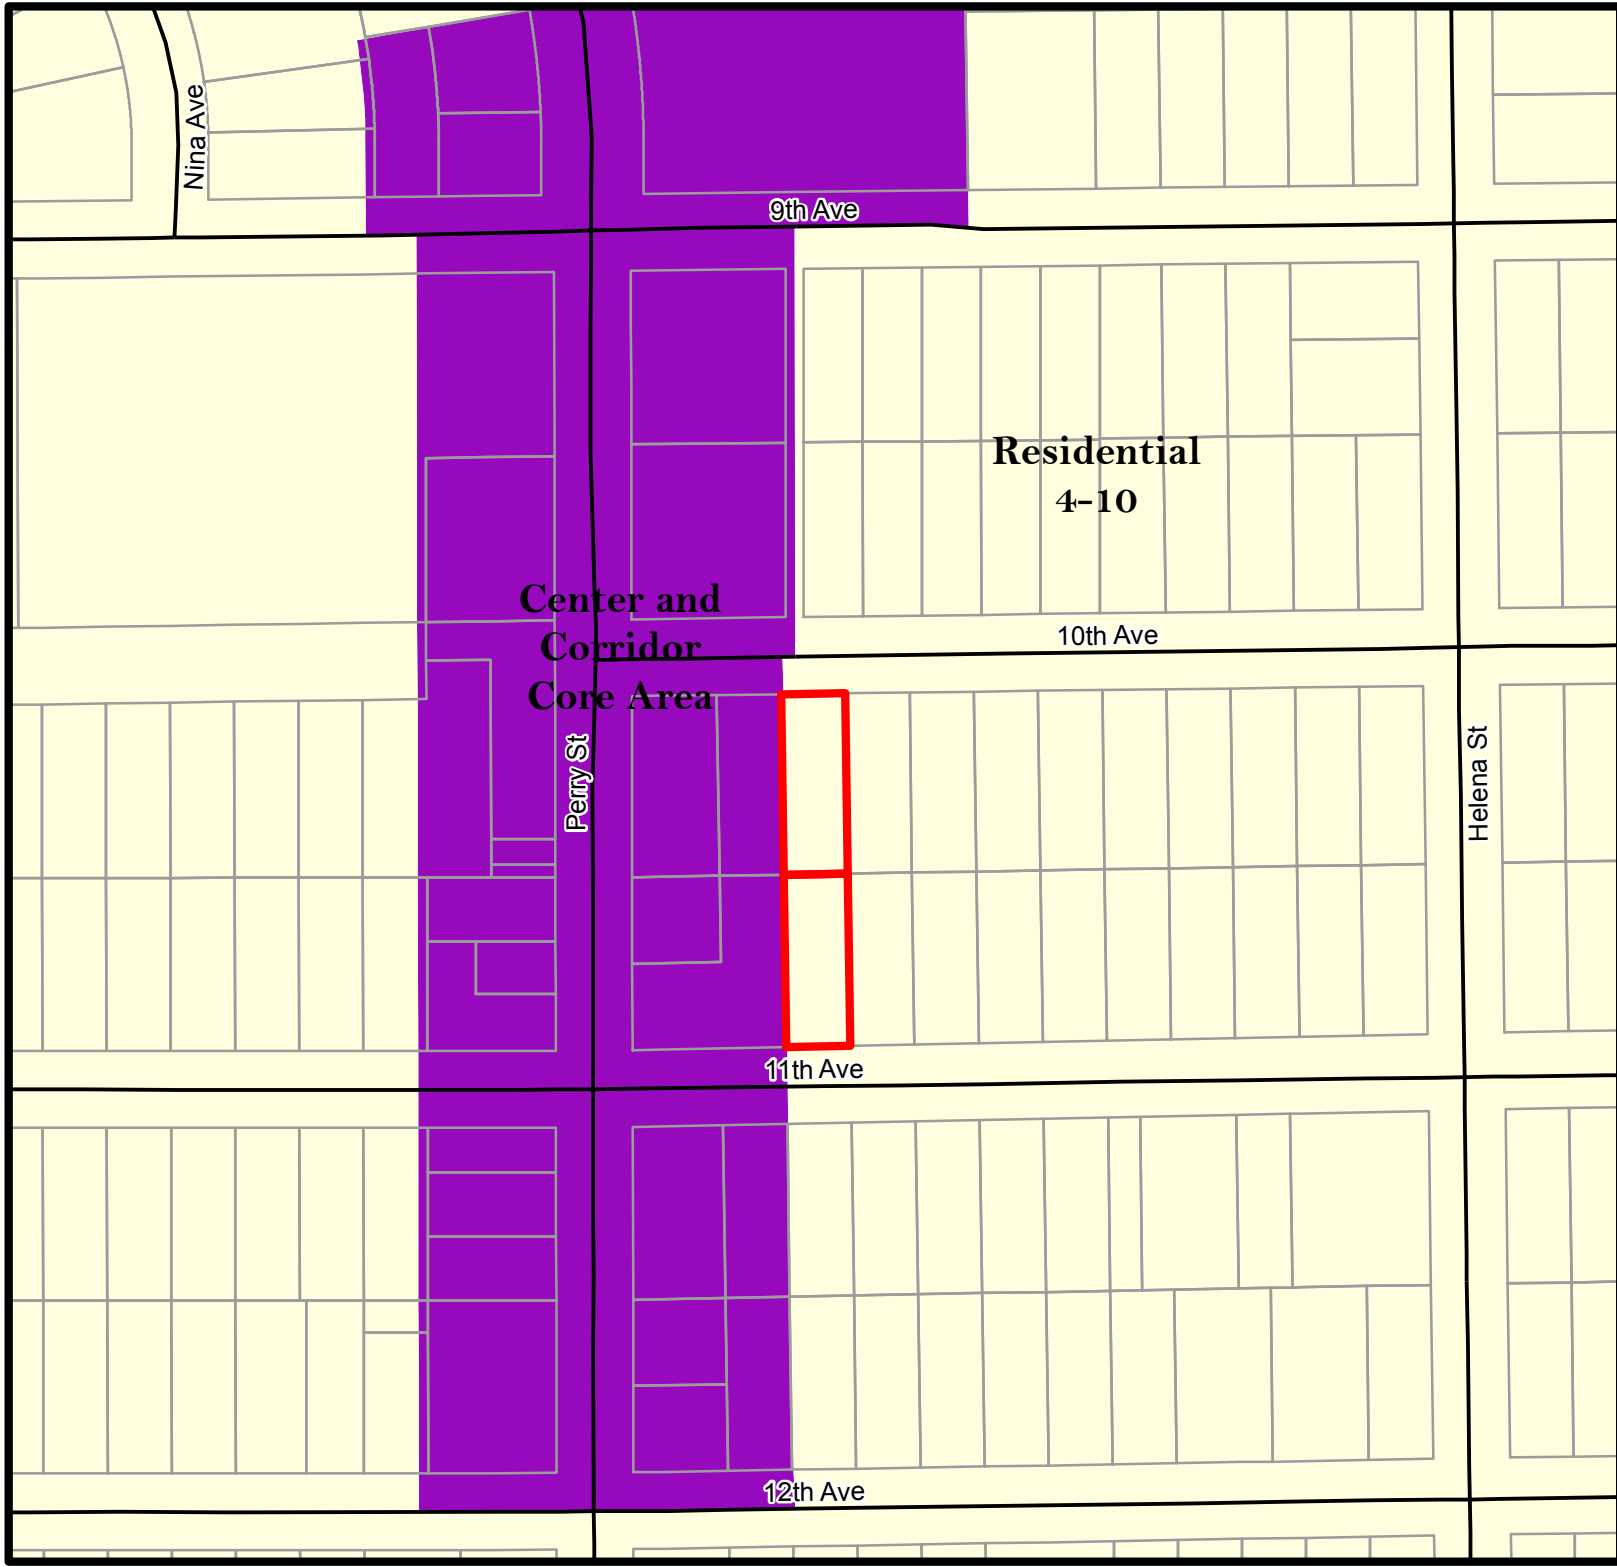 Nina Ave
9th Ave
Residential
4-10
Center and
Corridor
Core Area
10th Ave
Perry St
Helena St
11th Ave
12th Ave